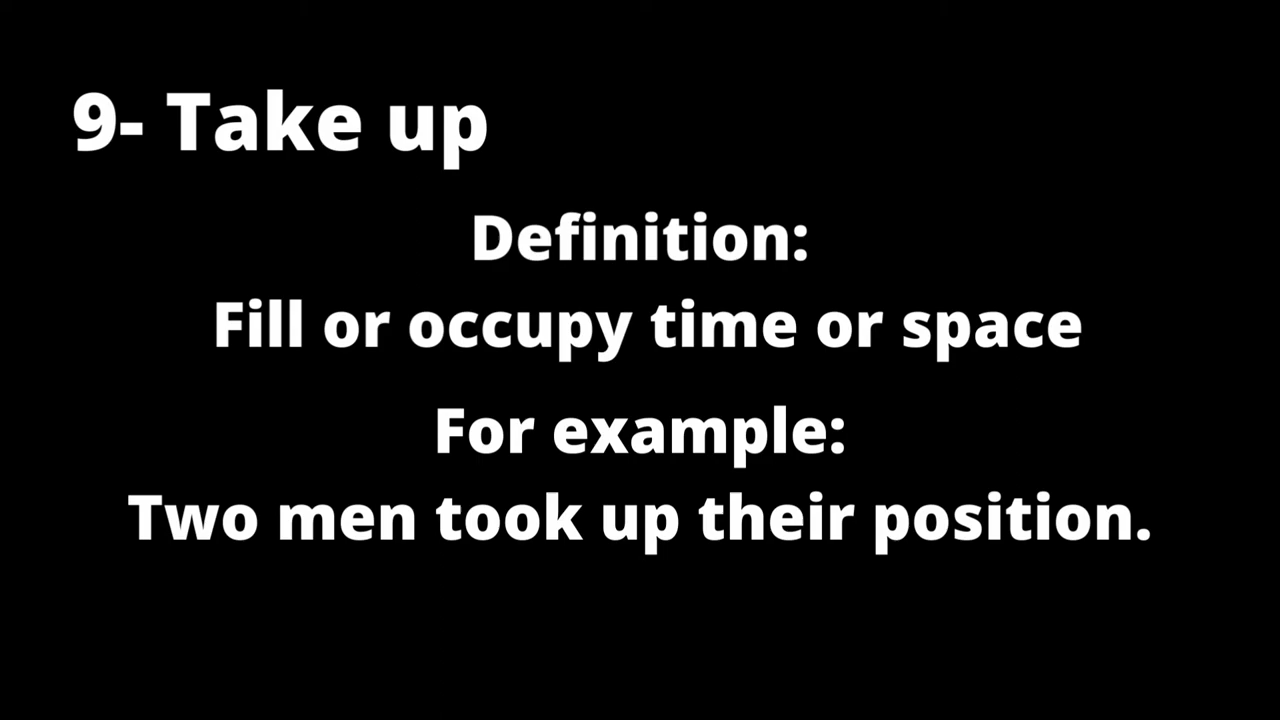 9- Take up
Definition:
Fill or occupy time or space
For example:
Two men took up their position.